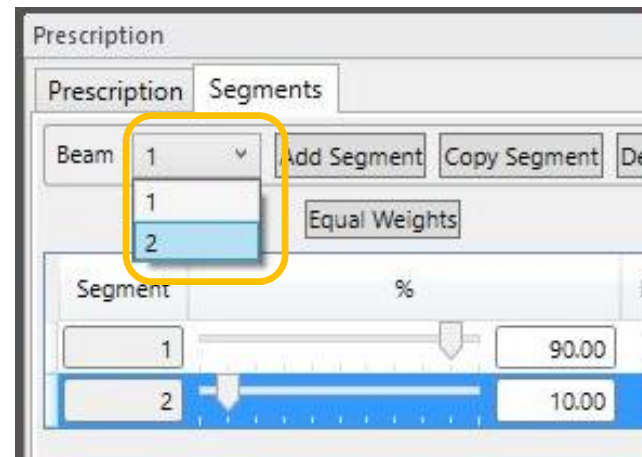 Prescription
Prescription Segments
Beam 1 Add Segment Copy Segment
1
Equal Weights
2
Segment %
1 90.00
2 10.00